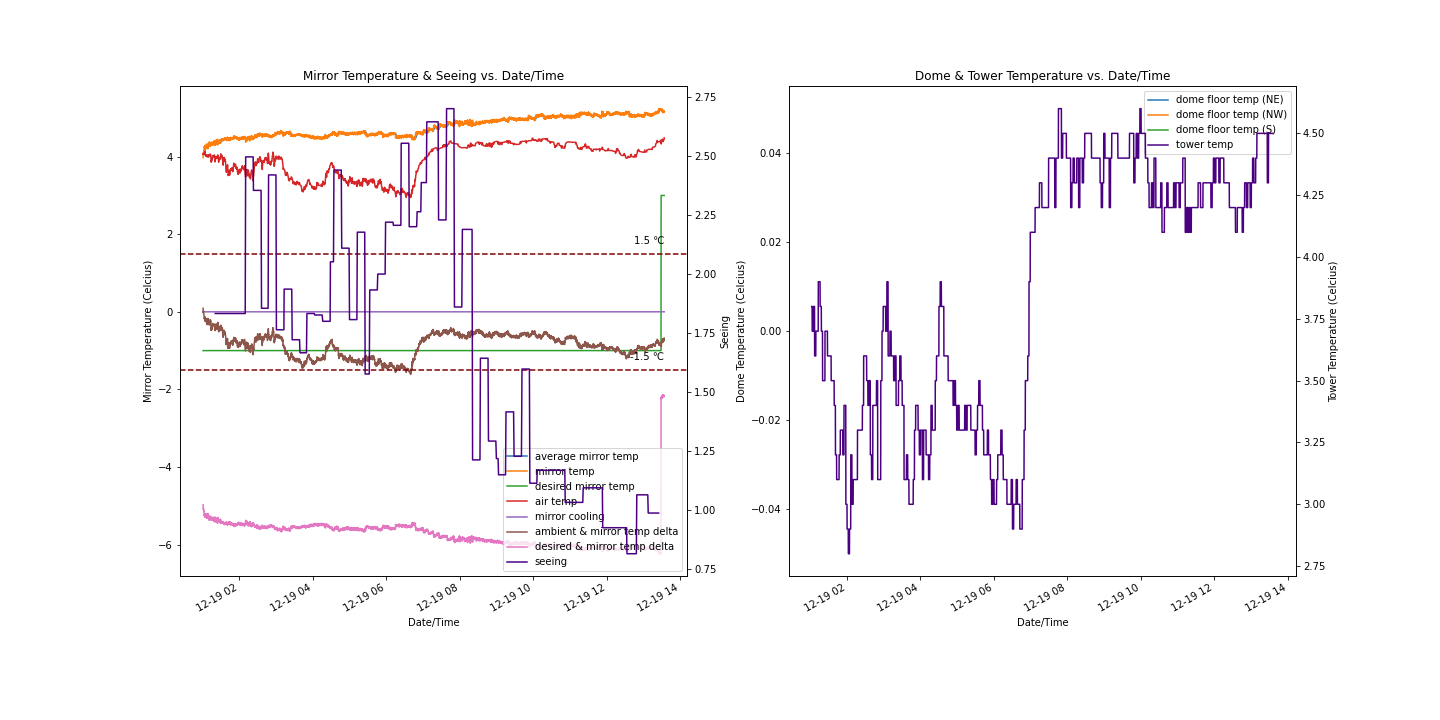 Mirror Temperature & Seeing vs. Date/Time
Mirror Temperature (Celcius)
4
2
0
−2
−4
−6
2.75
2.50
2.25
2.00
1.75
1.50
1.25
1.00
0.75
Seeing
1.5 °C
-1.5 °C
average mirror temp
mirror temp
desired mirror temp
air temp
mirror cooling
ambient & mirror temp delta
desired & mirror temp delta
seeing
12-19 02
12-19 04
12-19 06
12-19 08
12-19 10
12-19 12
12-19 14
Date/Time
Dome & Tower Temperature vs. Date/Time
Dome Temperature (Celcius)
0.04
0.02
0.00
−0.02
−0.04
dome floor temp (NE)
dome floor temp (NW)
dome floor temp (S)
tower temp
4.50
4.25
4.00
3.75
3.50
3.25
3.00
2.75
Tower Temperature (Celcius)
12-19 02
12-19 04
12-19 06
12-19 08
12-19 10
12-19 12
12-19 14
Date/Time